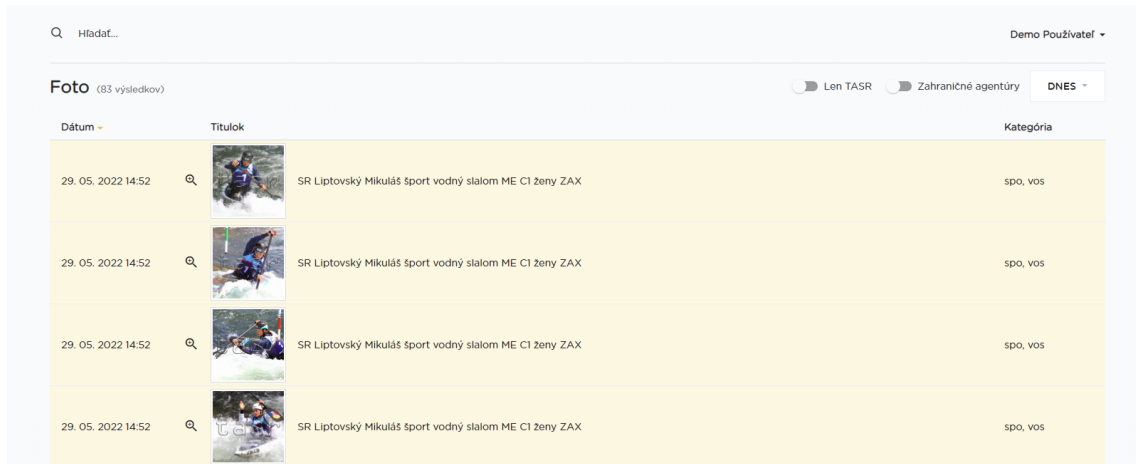 Hľadať...
Demo Používateľ
Foto (83 výsledkov)
Len TASR
Zahraničné agentúry
DNES
Dátum
Titulok
Kategória
29. 05. 2022 14:52
SR Liptovský Mikuláš šport vodný slalom ME C1 ženy ZAX
spo, vos
29. 05. 2022 14:52
SR Liptovský Mikuláš šport vodný slalom ME C1 ženy ZAX
spo, vos
29. 05. 2022 14:52
SR Liptovský Mikuláš šport vodný slalom ME C1 ženy ZAX
spo, vos
29. 05. 2022 14:52
tasr
SR Liptovský Mikuláš šport vodný slalom ME C1 ženy ZAX
spo, vos